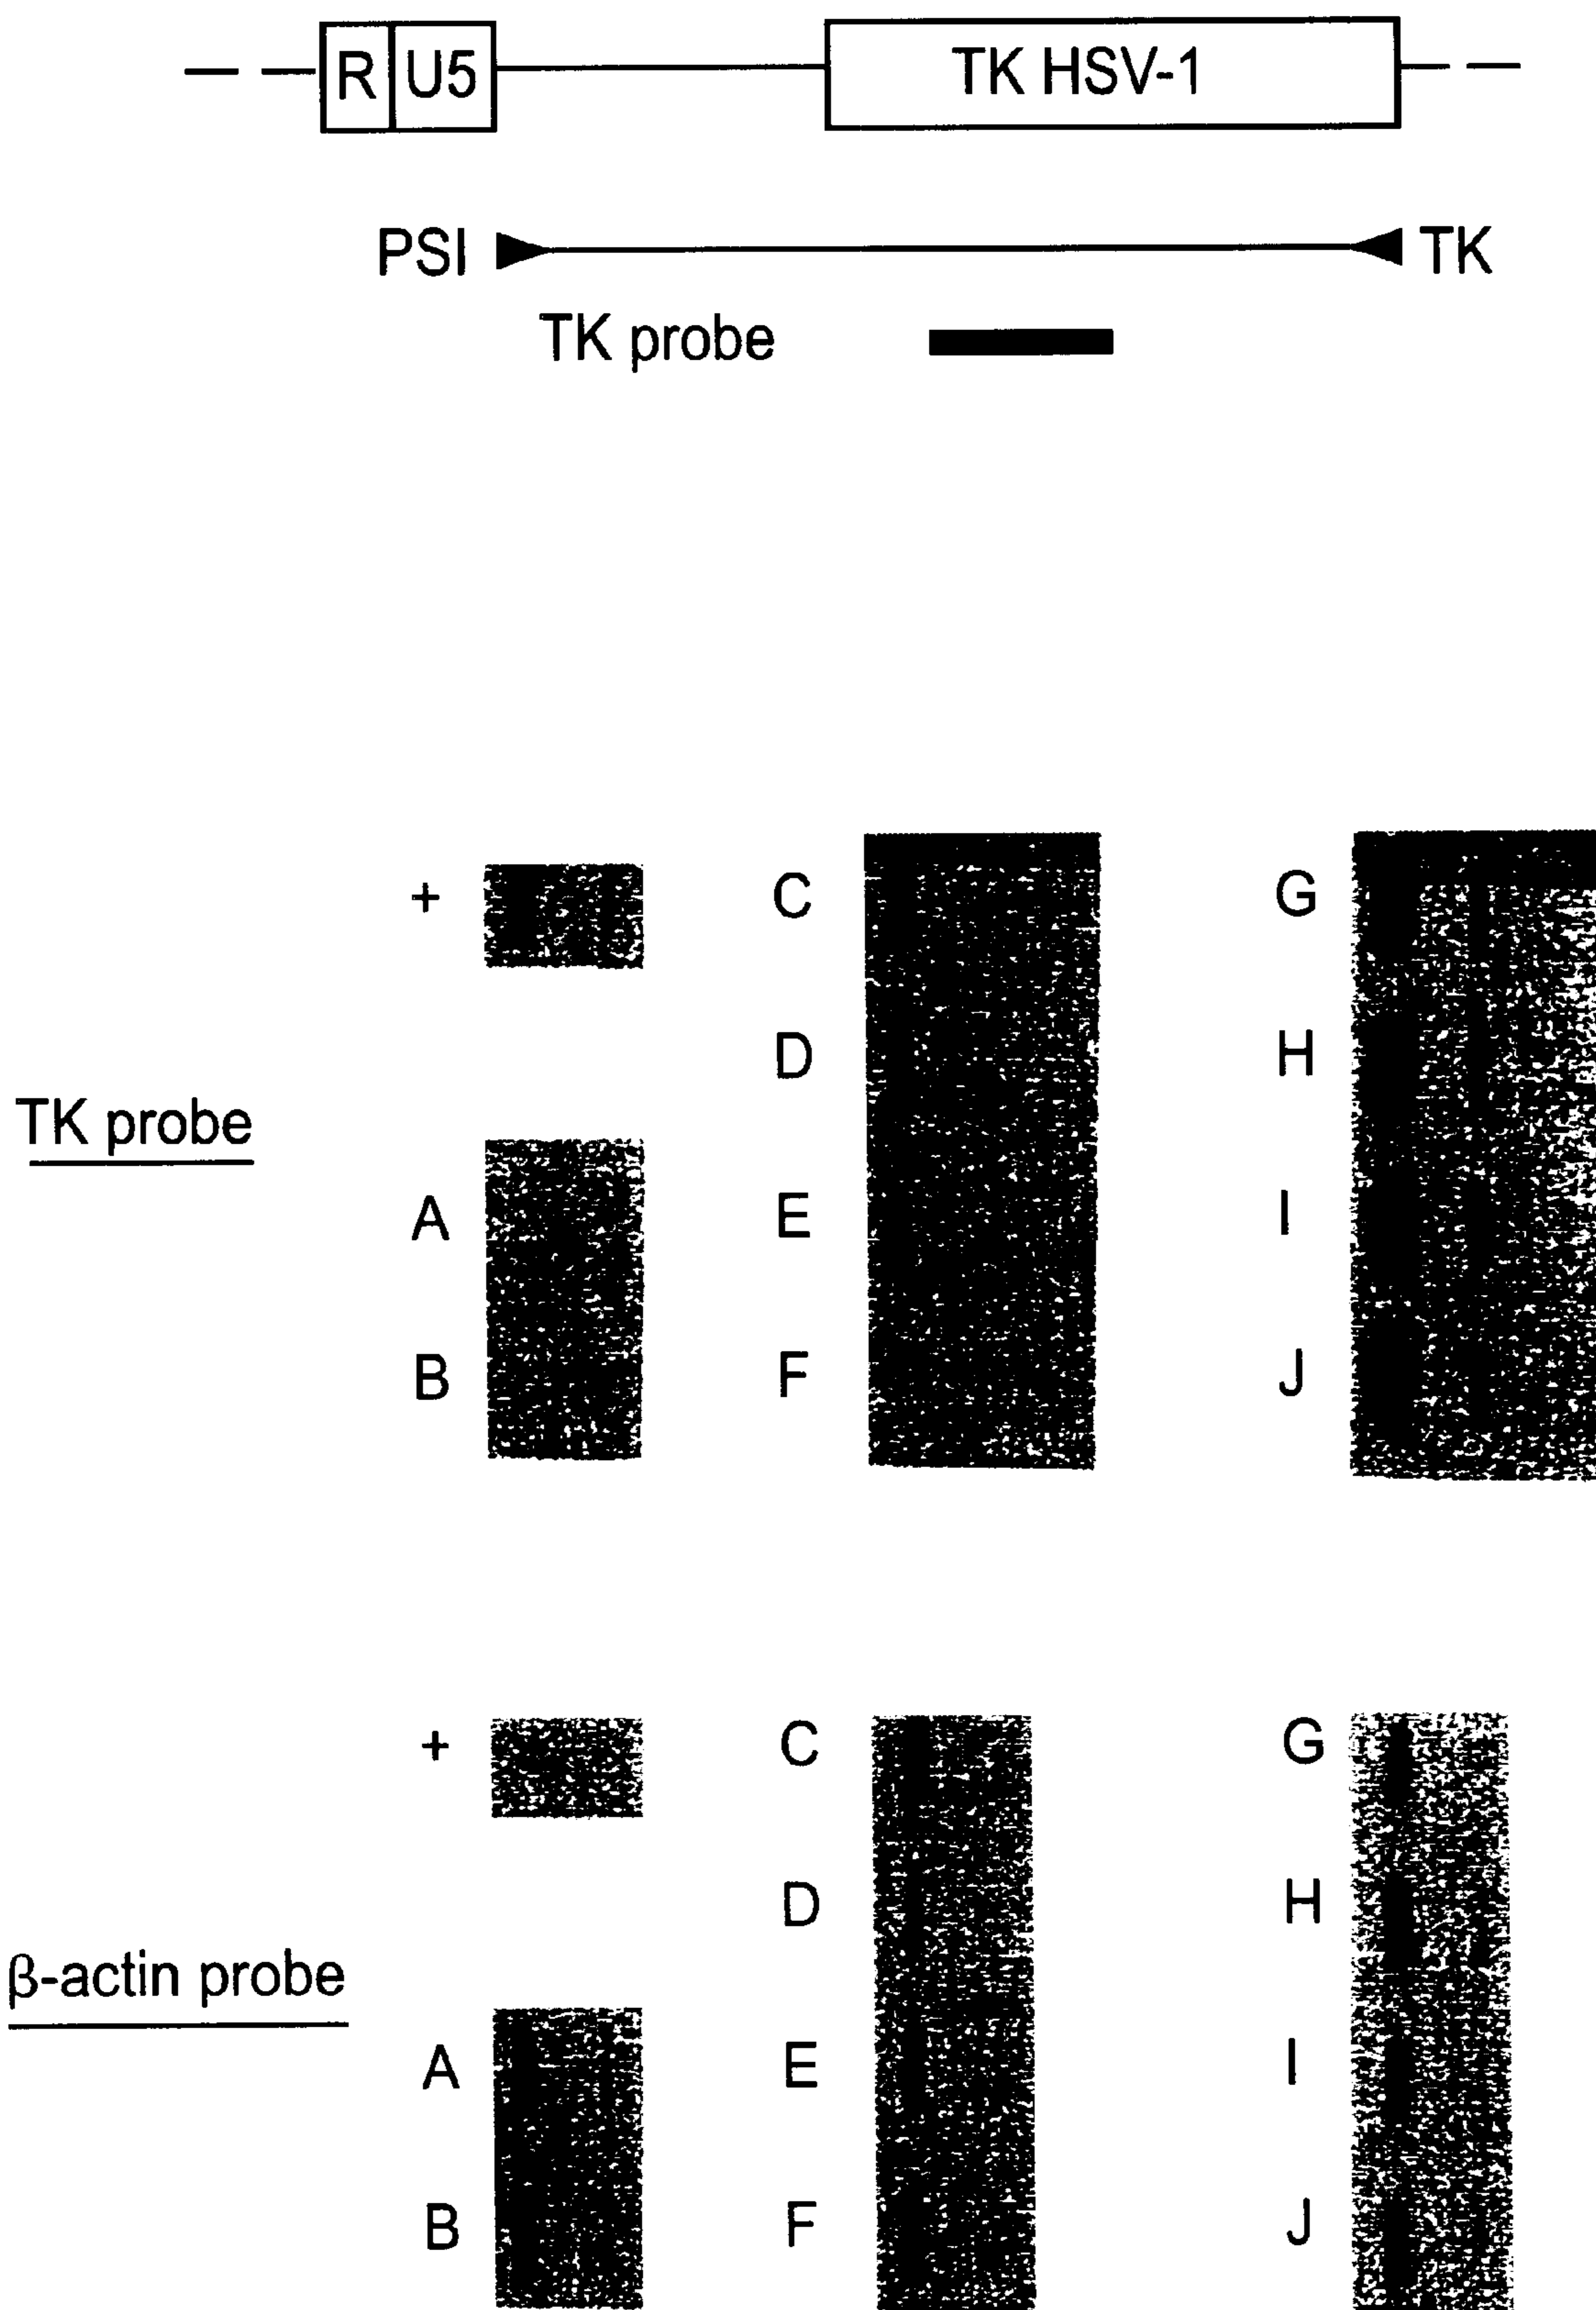 R U5 TK HSV-1
PSI TK
TK probe
+ C G
D H
TK probe
A E I
B F J
+ C G
D H
β-actin probe
A E I
B F J